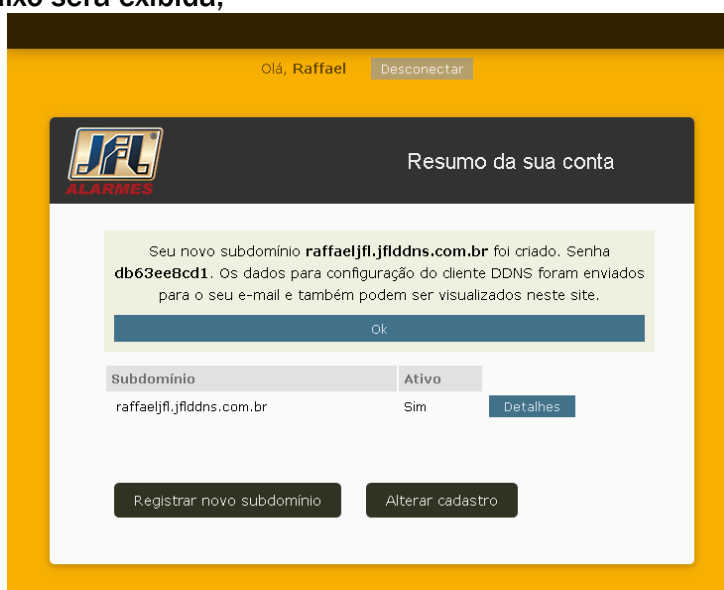 ixo será exibida;
Olá, Raffael Desconectar
JFL
ALARMES
Resumo da sua conta
Seu novo subdomínio raffaeljfl.jflddns.com.br foi criado. Senha
db63ee8cd1. Os dados para configuração do cliente DDNS foram enviados
para o seu e-mail e também podem ser visualizados neste site.
Ok
Subdomínio Ativo
raffaeljfl.jflddns.com.br Sim Detalhes
Registrar novo subdomínio Alterar cadastro